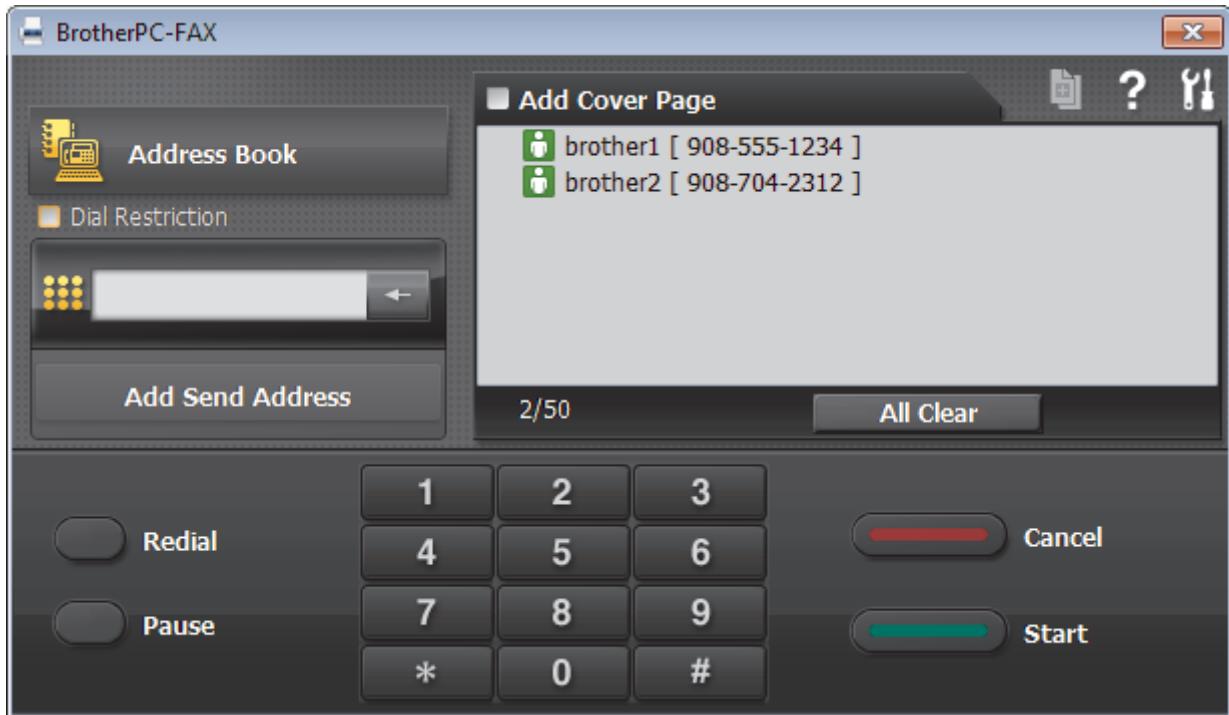 BrotherPC-FAX
Address Book
Dial Restriction
Add Send Address
Add Cover Page
?
brother1 [ 908-555-1234 ]
brother2 [ 908-704-2312 ]
2/50
All Clear
Redial
Pause
1 2 3
4 5 6
7 8 9
* 0 #
Cancel
Start